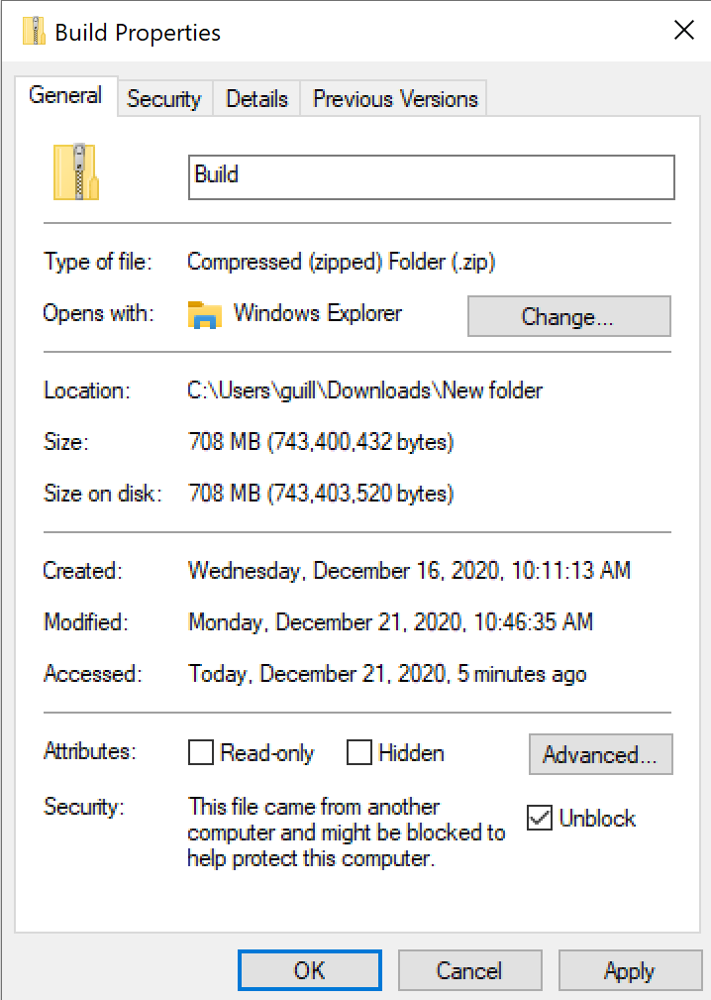 Build Properties
General Security Details Previous Versions
Build
Type of file: Compressed (zipped) Folder (.zip)
Opens with: Windows Explorer Change...
Location: C:\Users\guill\Downloads\New folder
Size: 708 MB (743,400,432 bytes)
Size on disk: 708 MB (743,403,520 bytes)
Created: Wednesday, December 16, 2020, 10:11:13 AM
Modified: Monday, December 21, 2020, 10:46:35 AM
Accessed: Today, December 21, 2020, 5 minutes ago
Attributes: Read-only Hidden Advanced...
Security: This file came from another
computer and might be blocked to Unblock
help protect this computer.
OK Cancel Apply